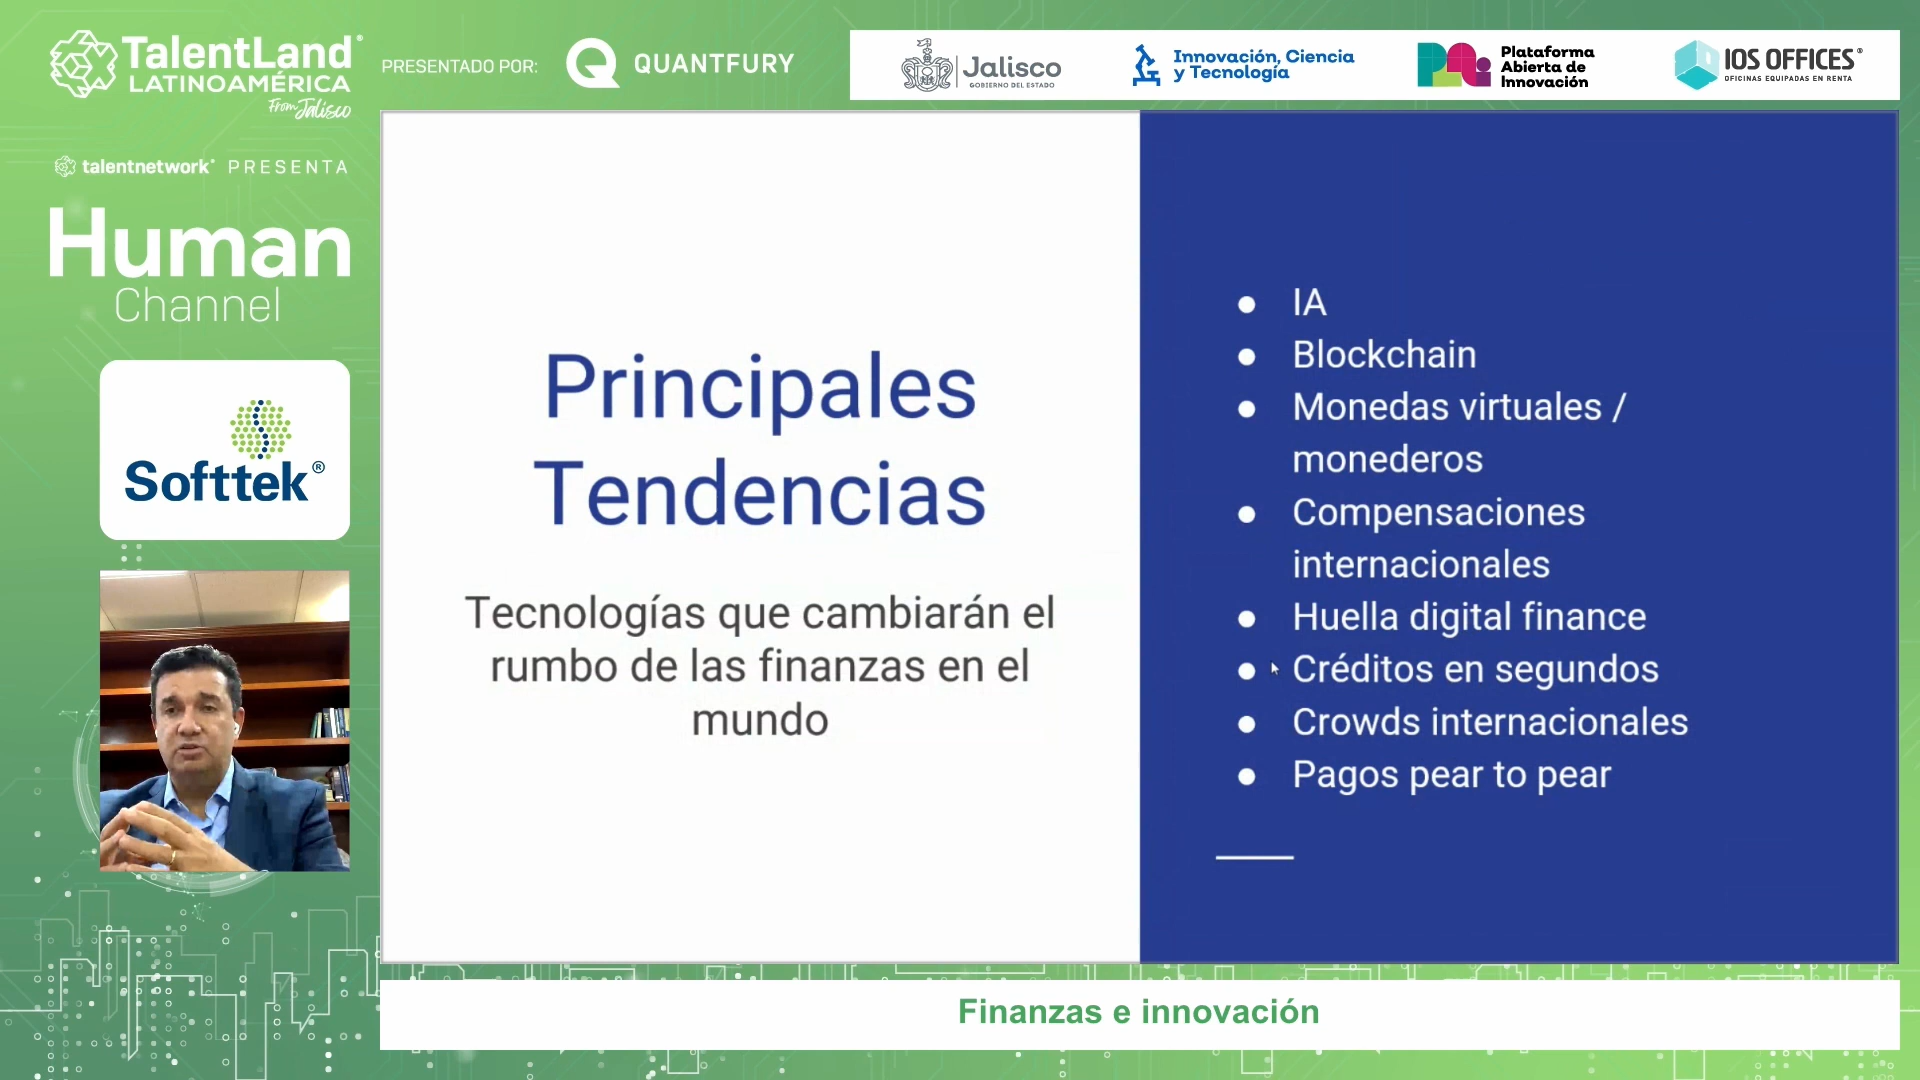 TalentLand®
LATINOAMÉRICA
From Jalisco
PRESENTADO POR:
QUANTFURY
Jalisco
GOBIERNO DEL ESTADO
Innovación, Ciencia
y Tecnología
Plataforma
Abierta de
Innovación
IOS OFFICES®
OFICINAS EQUIPADAS EN RENTA
talentnetwork® PRESENTA
Human
Channel
Softtek®
Principales
Tendencias
Tecnologías que cambiarán el
rumbo de las finanzas en el
mundo
● IA
● Blockchain
● Monedas virtuales /
monederos
● Compensaciones
internacionales
● Huella digital finance
● Créditos en segundos
● Crowds internacionales
● Pagos pear to pear
Finanzas e innovación